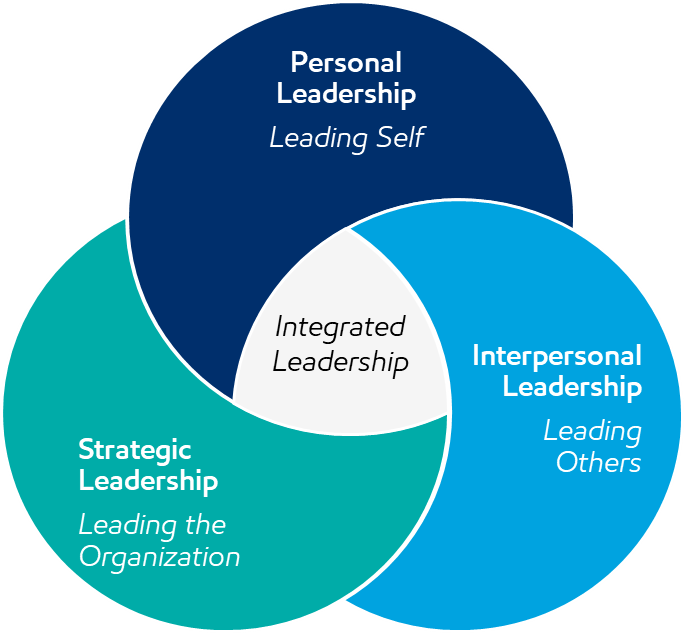 Personal
Leadership
Leading Self
Integrated
Leadership
Interpersonal
Leadership
Leading
Others
Strategic
Leadership
Leading the
Organization